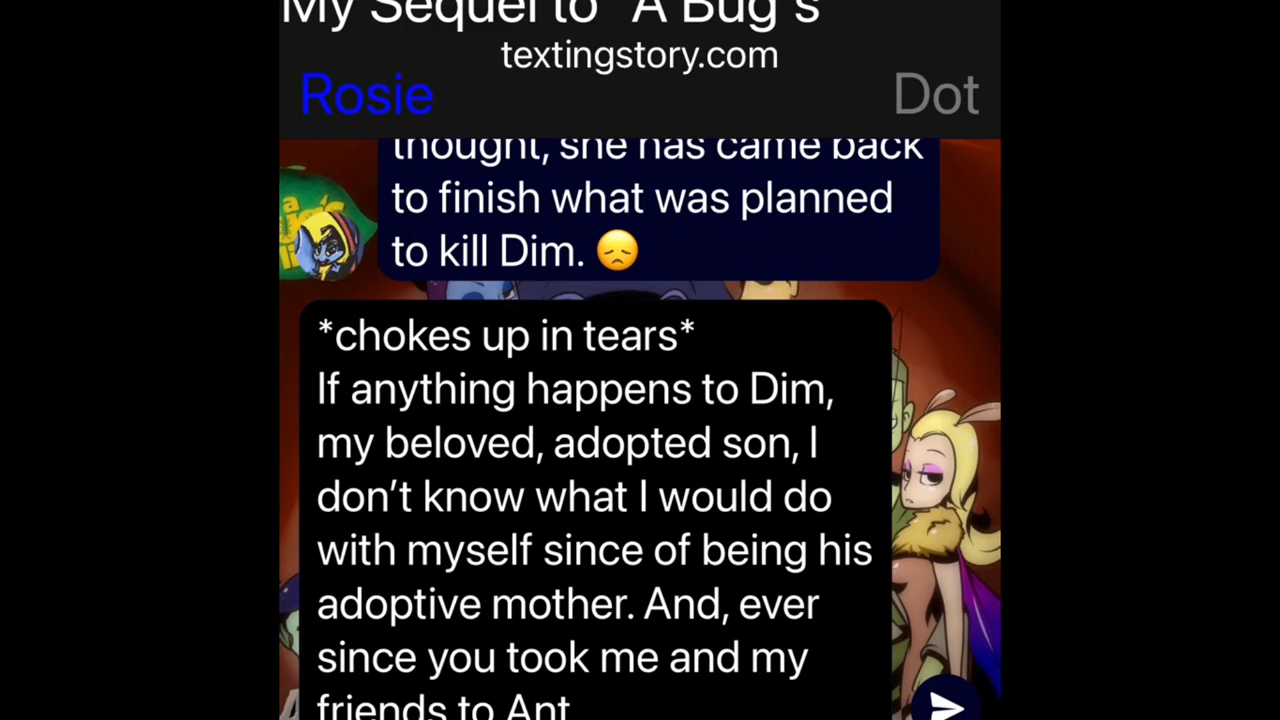 My Sequel to "A Bug's
textingstory.com
Rosie
Dot
thought, she has came back
to finish what was planned
to kill Dim. 😞
*chokes up in tears*
If anything happens to Dim,
my beloved, adopted son, I
don’t know what I would do
with myself since of being his
adoptive mother. And, ever
since you took me and my
friends to Ant